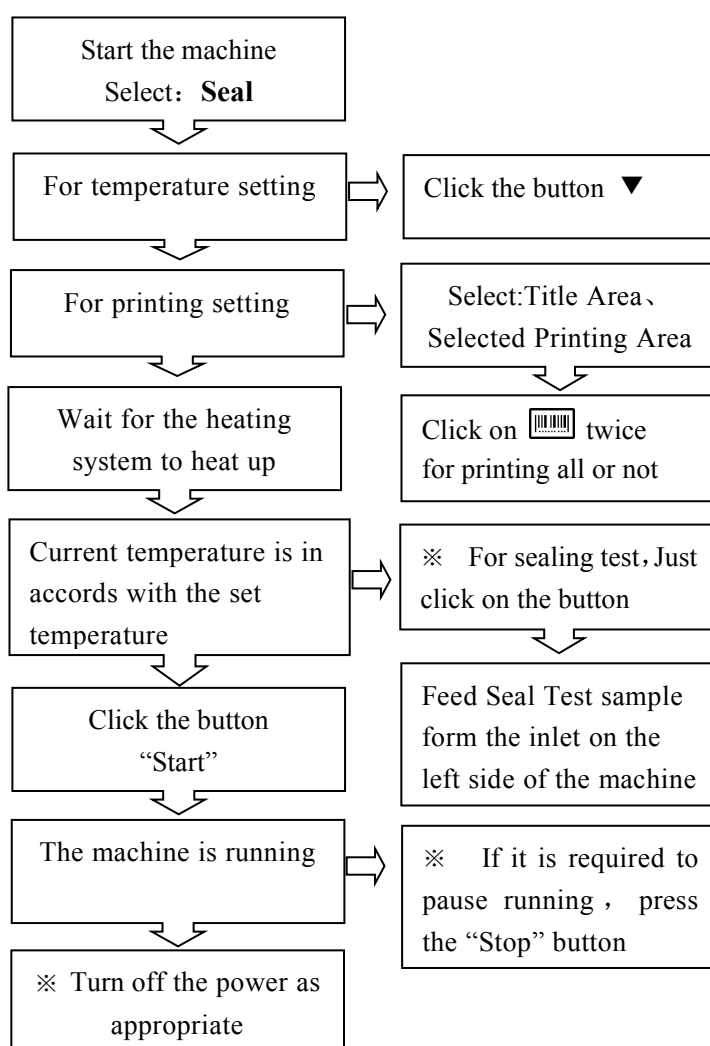 Start the machine
Select：Seal
For temperature setting
Click the button ▼
For printing setting
Select:Title Area、
Selected Printing Area
Wait for the heating
system to heat up
Click on twice
for printing all or not
Current temperature is in
accords with the set
temperature
※ For sealing test, Just
click on the button
Feed Seal Test sample
form the inlet on the
left side of the machine
Click the button
“Start”
The machine is running
※ If it is required to
pause running， press
the “Stop” button
※ Turn off the power as
appropriate